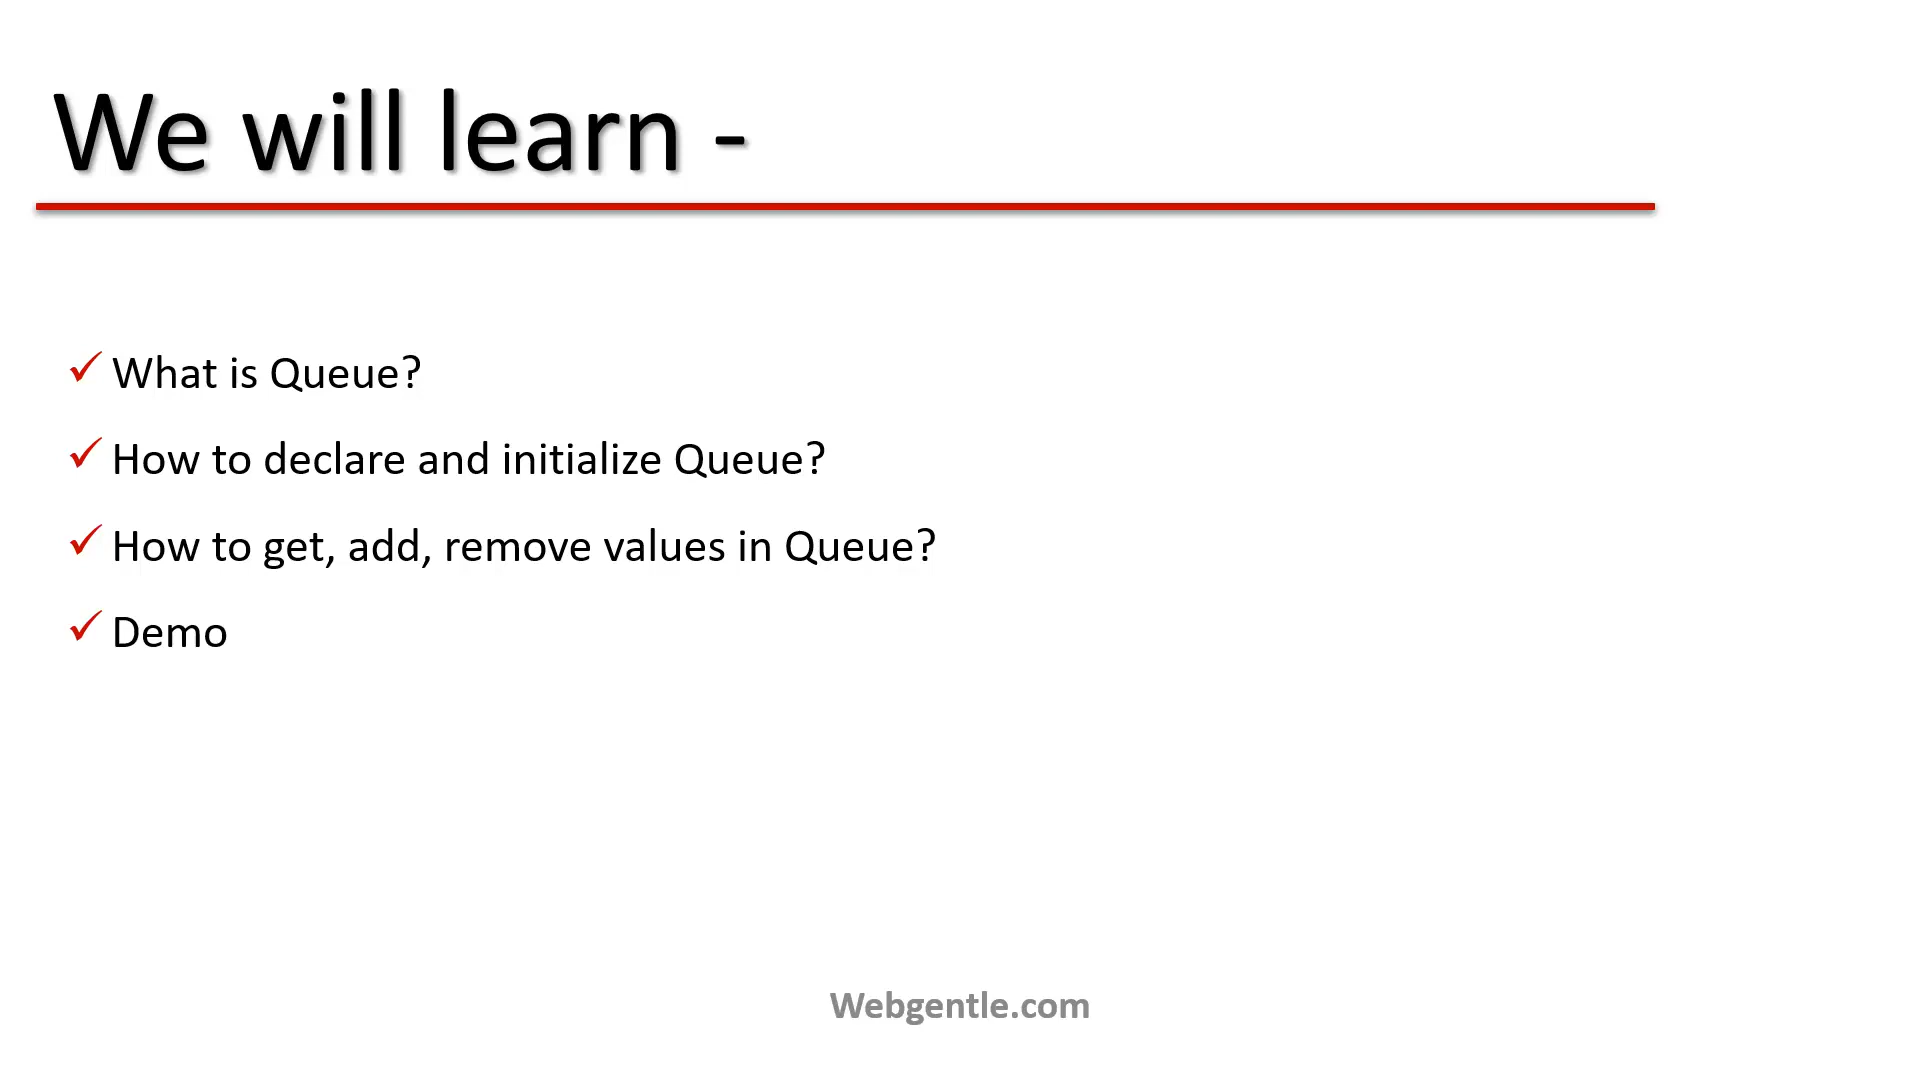 We will learn -
✓ What is Queue?
✓ How to declare and initialize Queue?
✓ How to get, add, remove values in Queue?
✓ Demo
Webgentle.com